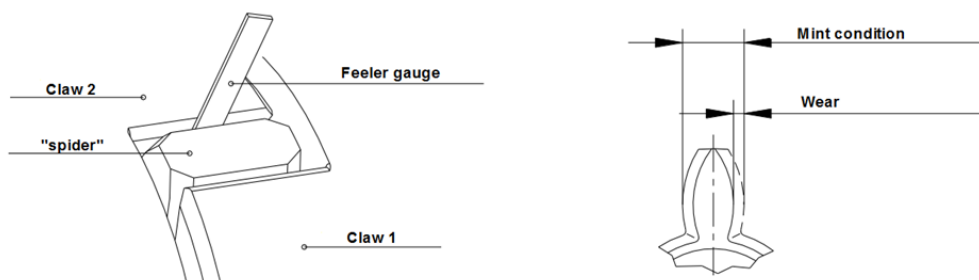 Feeler gauge
Claw 2
"spider"
Claw 1
Mint condition
Wear